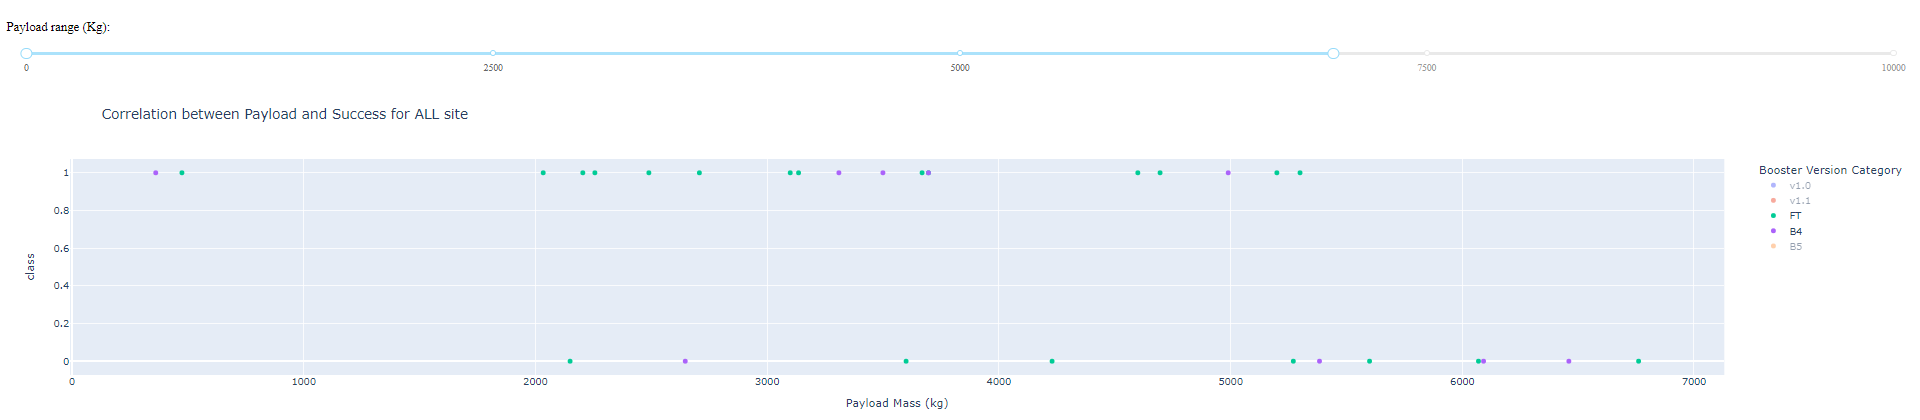 Payload range (Kg):
0 2500 5000 7500 10000
Correlation between Payload and Success for ALL site
Booster Version Category
v1.0
v1.1
FT
B4
B5
1
0.8
0.6
0.4
0.2
0
class
0 1000 2000 3000 4000 5000 6000 7000
Payload Mass (kg)